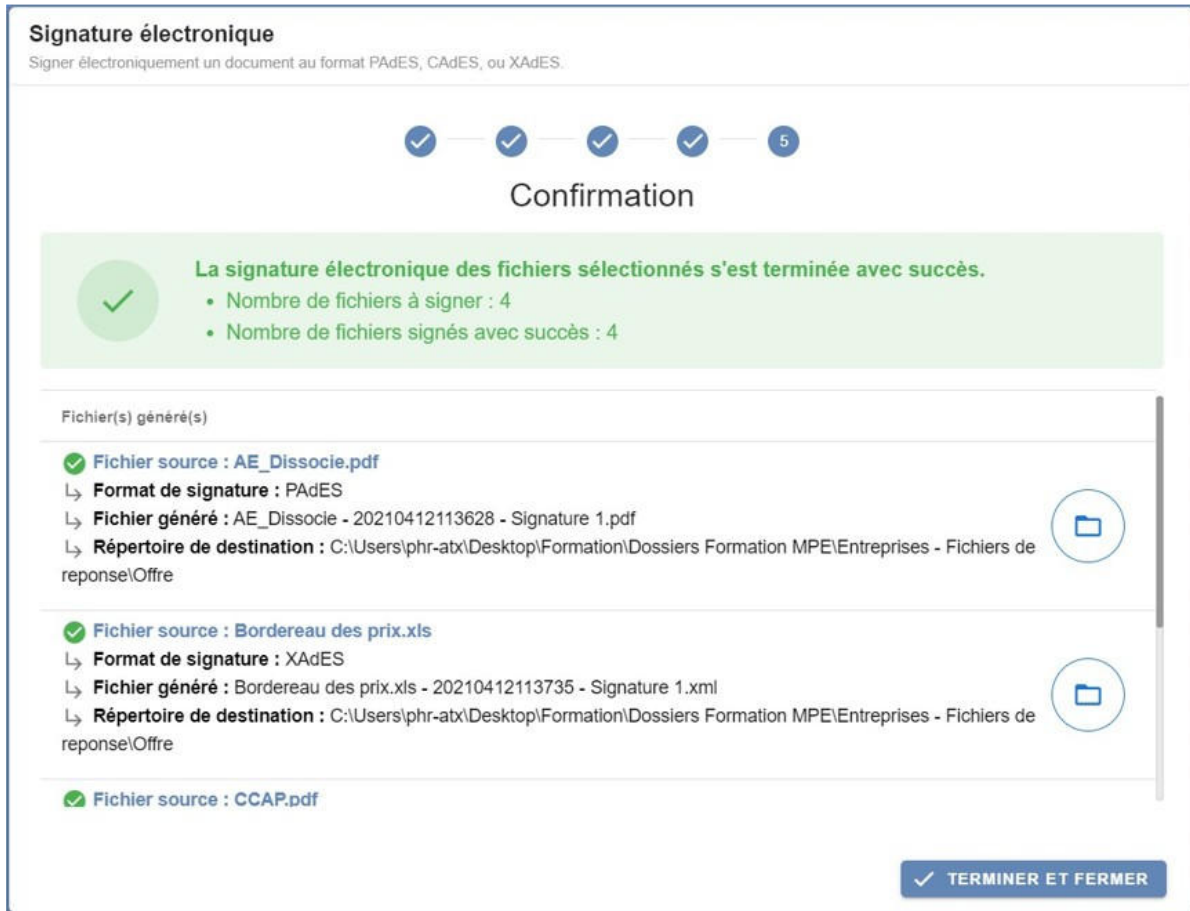 Signature électronique
Signer électroniquement un document au format PAdES, CAdES, ou XAdES.
5
Confirmation
La signature électronique des fichiers sélectionnés s'est terminée avec succès.
• Nombre de fichiers à signer : 4
• Nombre de fichiers signés avec succès : 4
Fichier(s) généré(s)
Fichier source : AE_Dissocie.pdf
Format de signature : PAdES
Fichier généré : AE_Dissocie - 20210412113628 - Signature 1.pdf
Répertoire de destination : C:\Users\phr-atx\Desktop\Formation\Dossiers Formation MPE\Entreprises - Fichiers de
reponse\Offre
Fichier source : Bordereau des prix.xls
Format de signature : XAdES
Fichier généré : Bordereau des prix.xls - 20210412113735 - Signature 1.xml
Répertoire de destination : C:\Users\phr-atx\Desktop\Formation\Dossiers Formation MPE\Entreprises - Fichiers de
reponse\Offre
Fichier source : CCAP.pdf
TERMINER ET FERMER